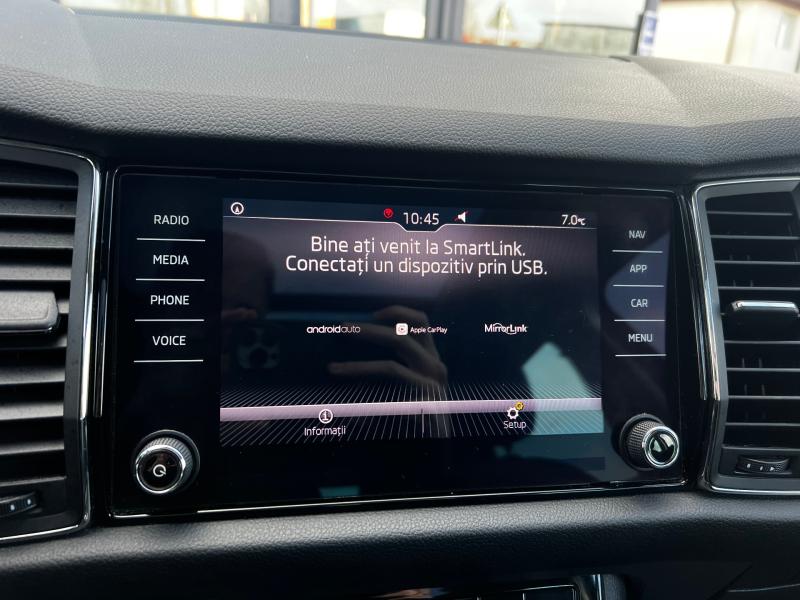 10:45
7.0°C
RADIO
MEDIA
PHONE
VOICE
Bine ați venit la SmartLink.
Conectați un dispozitiv prin USB.
androidauto
Apple CarPlay
MirrorLink
Informații
Setup
NAV
APP
CAR
MENU